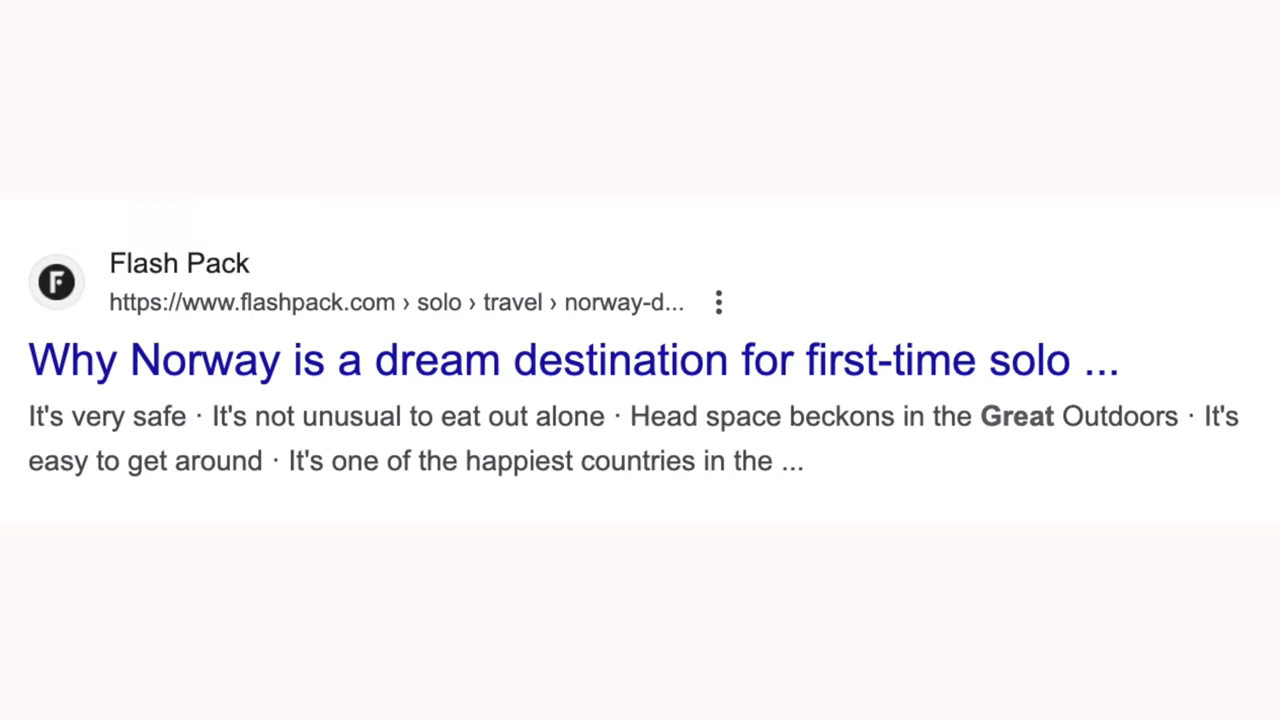 Flash Pack
https://www.flashpack.com › solo › travel › norway-d...
Why Norway is a dream destination for first-time solo ...
It's very safe · It's not unusual to eat out alone · Head space beckons in the Great Outdoors · It's
easy to get around · It's one of the happiest countries in the ...